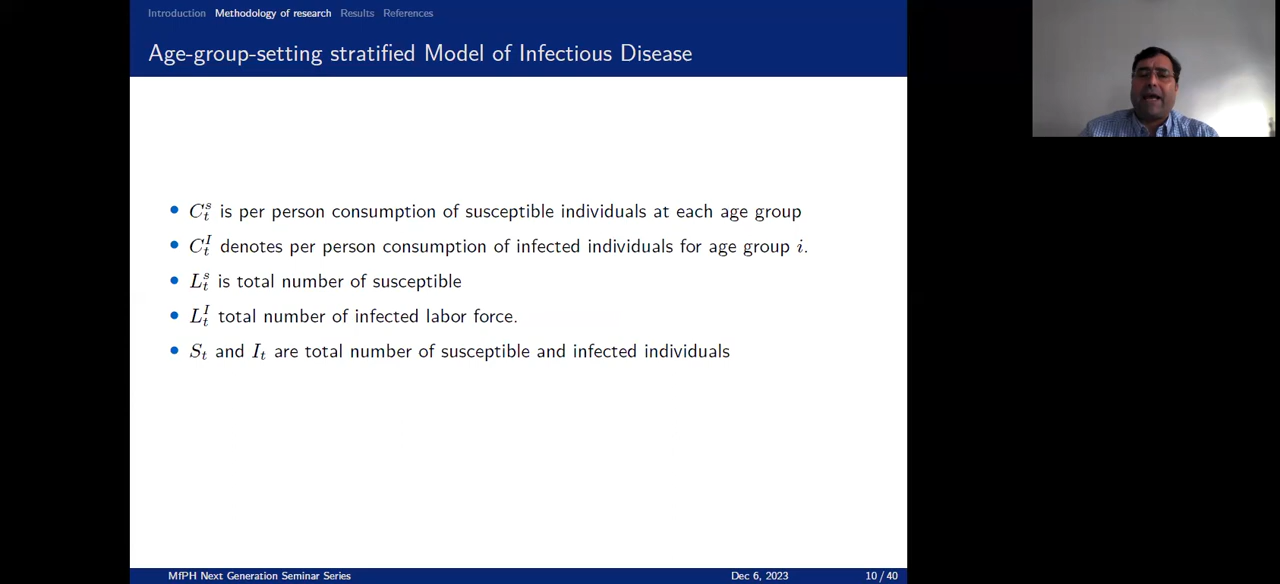 Introduction Methodology of research Results References
Age-group-setting stratified Model of Infectious Disease
• C_t^s is per person consumption of susceptible individuals at each age group
• C_t^I denotes per person consumption of infected individuals for age group i.
• L_t^s is total number of susceptible
• L_t^I total number of infected labor force.
• S_t and I_t are total number of susceptible and infected individuals
MfPH Next Generation Seminar Series Dec 6, 2023 10 / 40